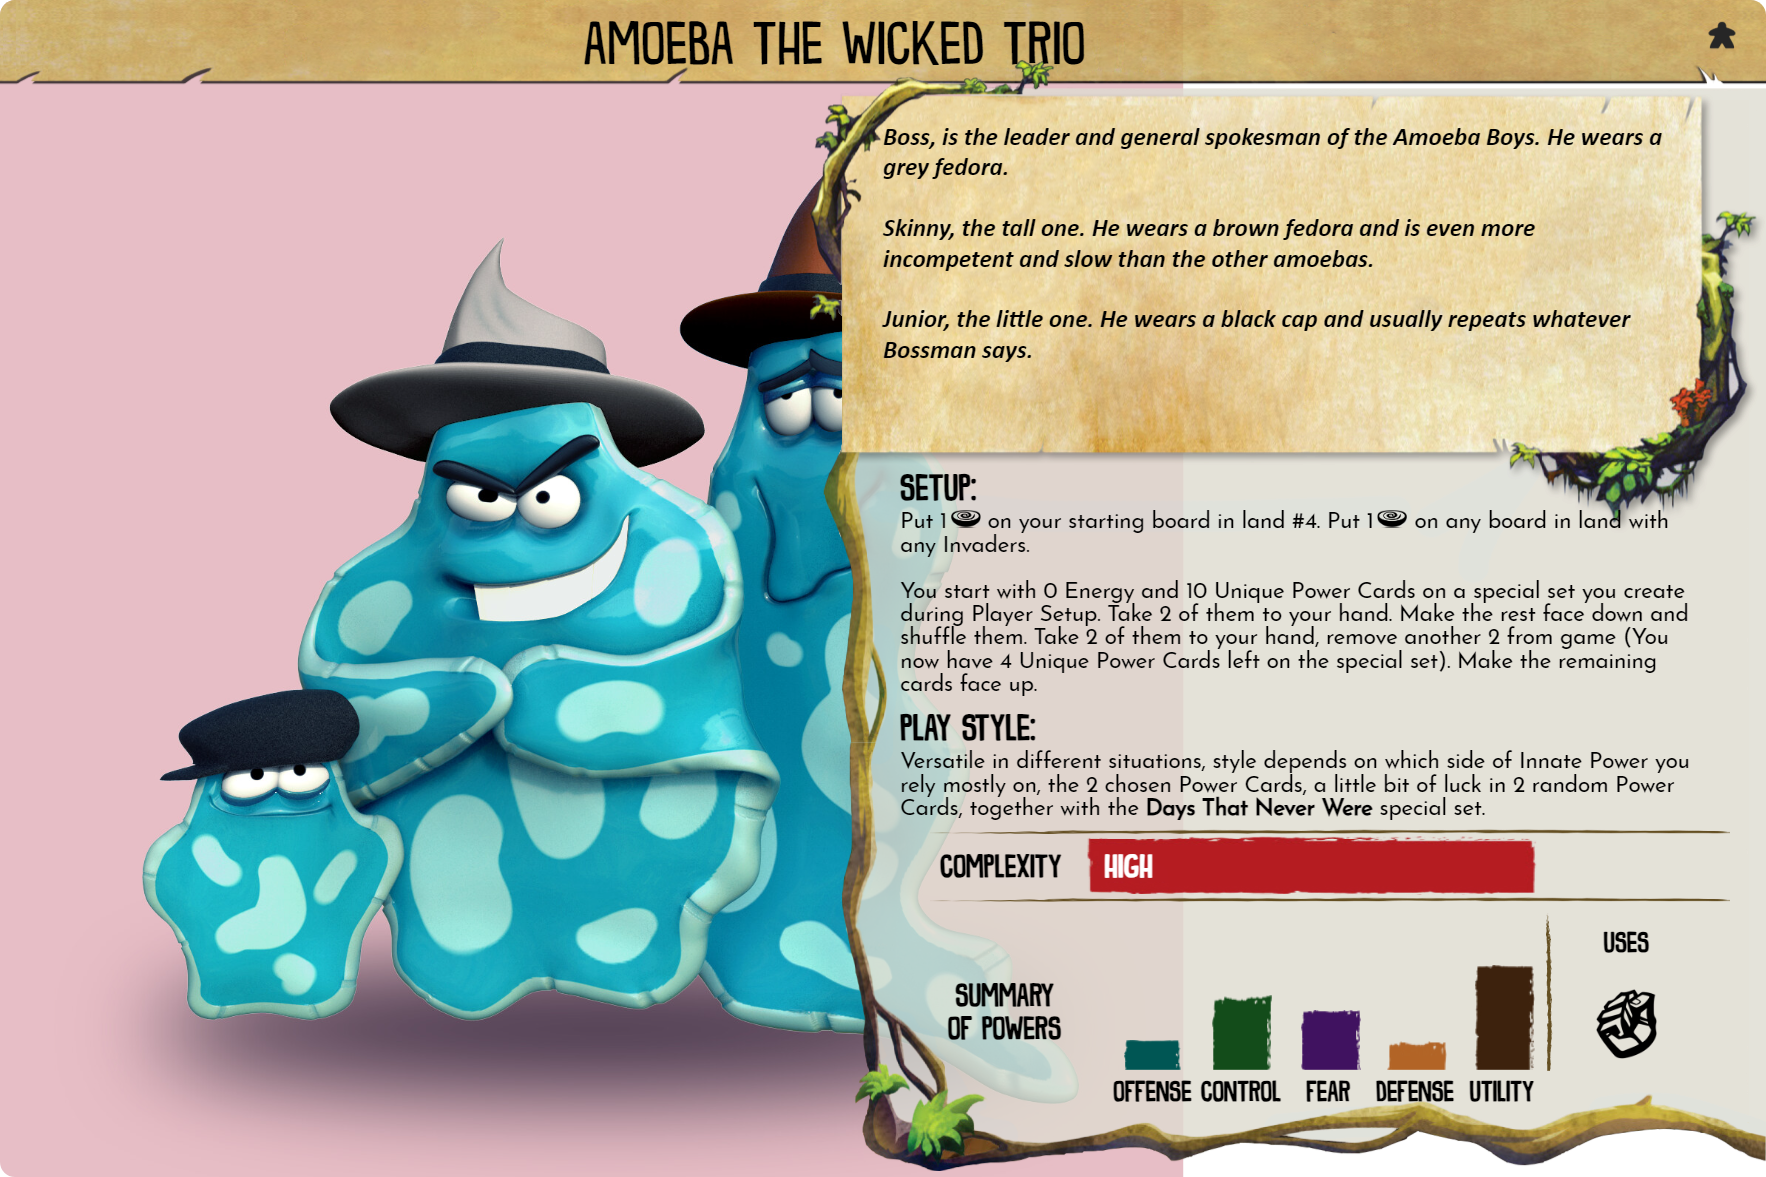 AMOEBA THE WICKED TRIO
Boss, is the leader and general spokesman of the Amoeba Boys. He wears a
grey fedora.
Skinny, the tall one. He wears a brown fedora and is even more
incompetent and slow than the other amoebas.
Junior, the little one. He wears a black cap and usually repeats whatever
Bossman says.
SETUP:
Put 1 on your starting board in land #4. Put 1 on any board in land with
any Invaders.
You start with 0 Energy and 10 Unique Power Cards on a special set you create
during Player Setup. Take 2 of them to your hand. Make the rest face down and
shuffle them. Take 2 of them to your hand, remove another 2 from game (You
now have 4 Unique Power Cards left on the special set). Make the remaining
cards face up.
PLAY STYLE:
Versatile in different situations, style depends on which side of Innate Power you
rely mostly on, the 2 chosen Power Cards, a little bit of luck in 2 random Power
Cards, together with the Days That Never Were special set.
COMPLEXITY HIGH
USES
SUMMARY
OF POWERS
OFFENSE CONTROL FEAR DEFENSE UTILITY